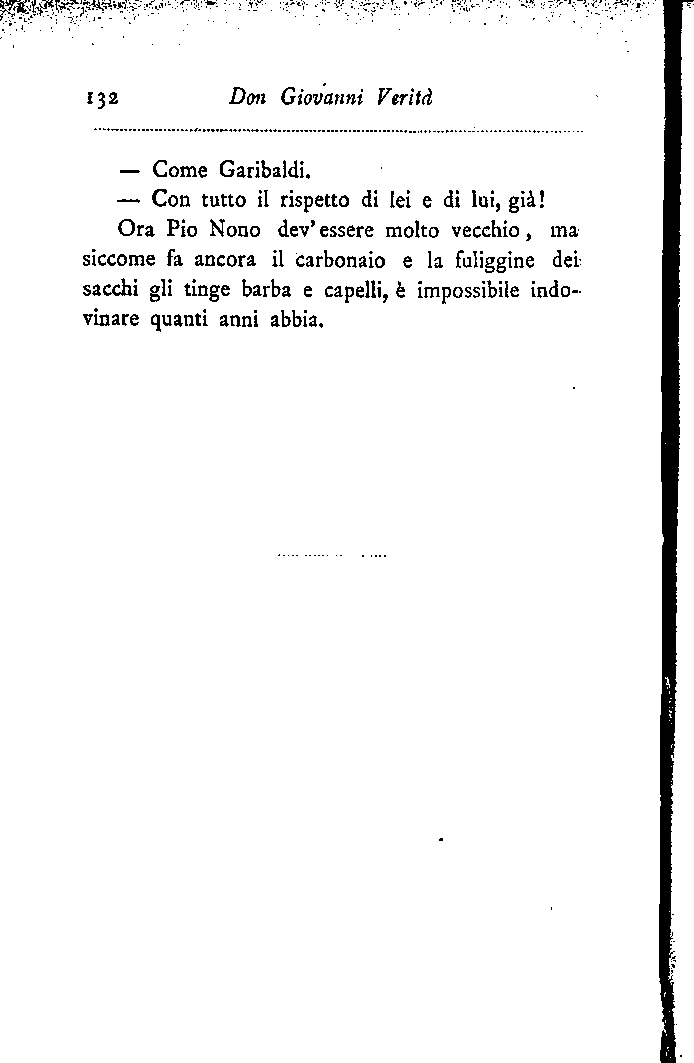 132 Don Giovanni Verità
— Come Garibaldi.
— Con tutto il rispetto di lei e di lui, già!
Ora Pio Nono dev'essere molto vecchio, ma
siccome fa ancora il carbonaio e la fuliggine dei
sacchi gli tinge barba e capelli, è impossibile indo-
vinare quanti anni abbia.